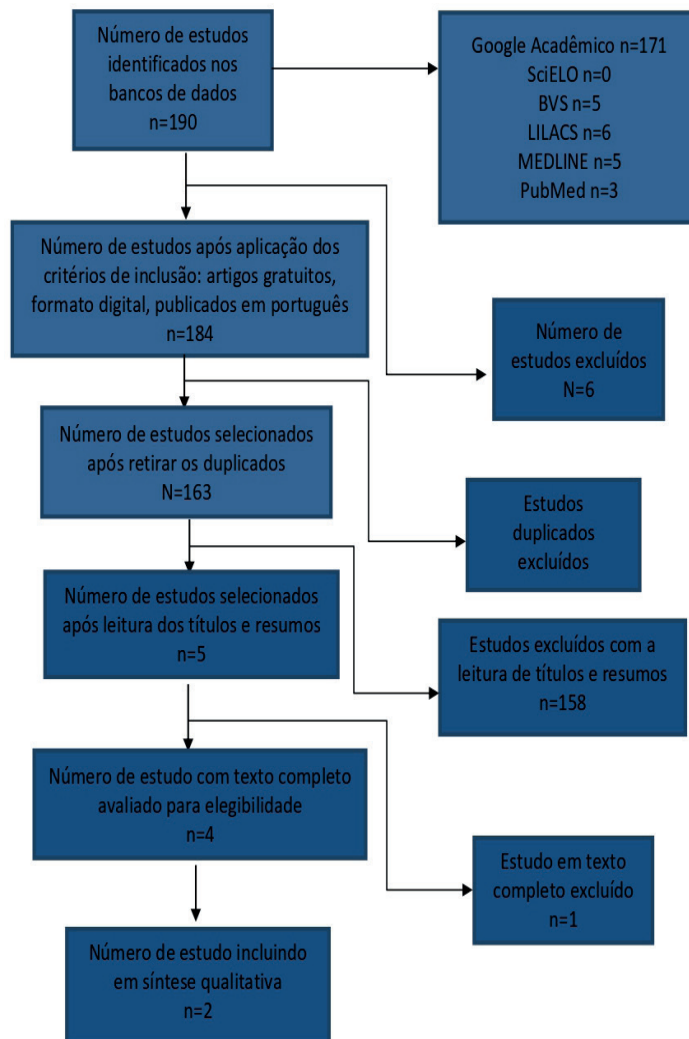 Número de estudos
identificados nos
bancos de dados
n=190
Google Acadêmico n=171
SciELO n=0
BVS n=5
LILACS n=6
MEDLINE n=5
PubMed n=3
Número de estudos após aplicação dos
critérios de inclusão: artigos gratuitos,
formato digital, publicados em português
n=184
Número de
estudos excluídos
N=6
Número de estudos selecionados
após retirar os duplicados
N=163
Estudos
duplicados
excluídos
Número de estudos selecionados
após leitura dos títulos e resumos
n=5
Estudos excluídos com a
leitura de títulos e resumos
n=158
Número de estudo com texto completo
avaliado para elegibilidade
n=4
Estudo em texto
completo excluído
n=1
Número de estudo incluindo
em síntese qualitativa
n=2